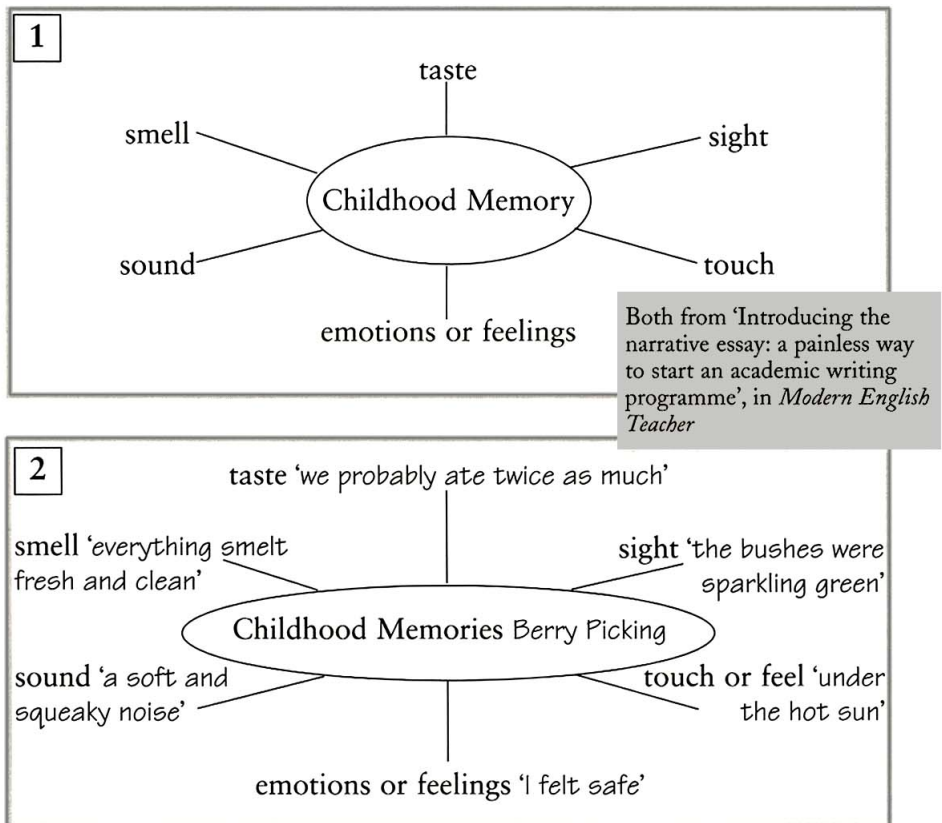 1
taste
smell
sight
Childhood Memory
sound
touch
emotions or feelings
Both from ‘Introducing the
narrative essay: a painless way
to start an academic writing
programme’, in Modern English
Teacher
2
taste ‘we probably ate twice as much’
smell ‘everything smelt
fresh and clean’
sight ‘the bushes were
sparkling green’
Childhood Memories Berry Picking
sound ‘a soft and
squeaky noise’
touch or feel ‘under
the hot sun’
emotions or feelings ‘I felt safe’